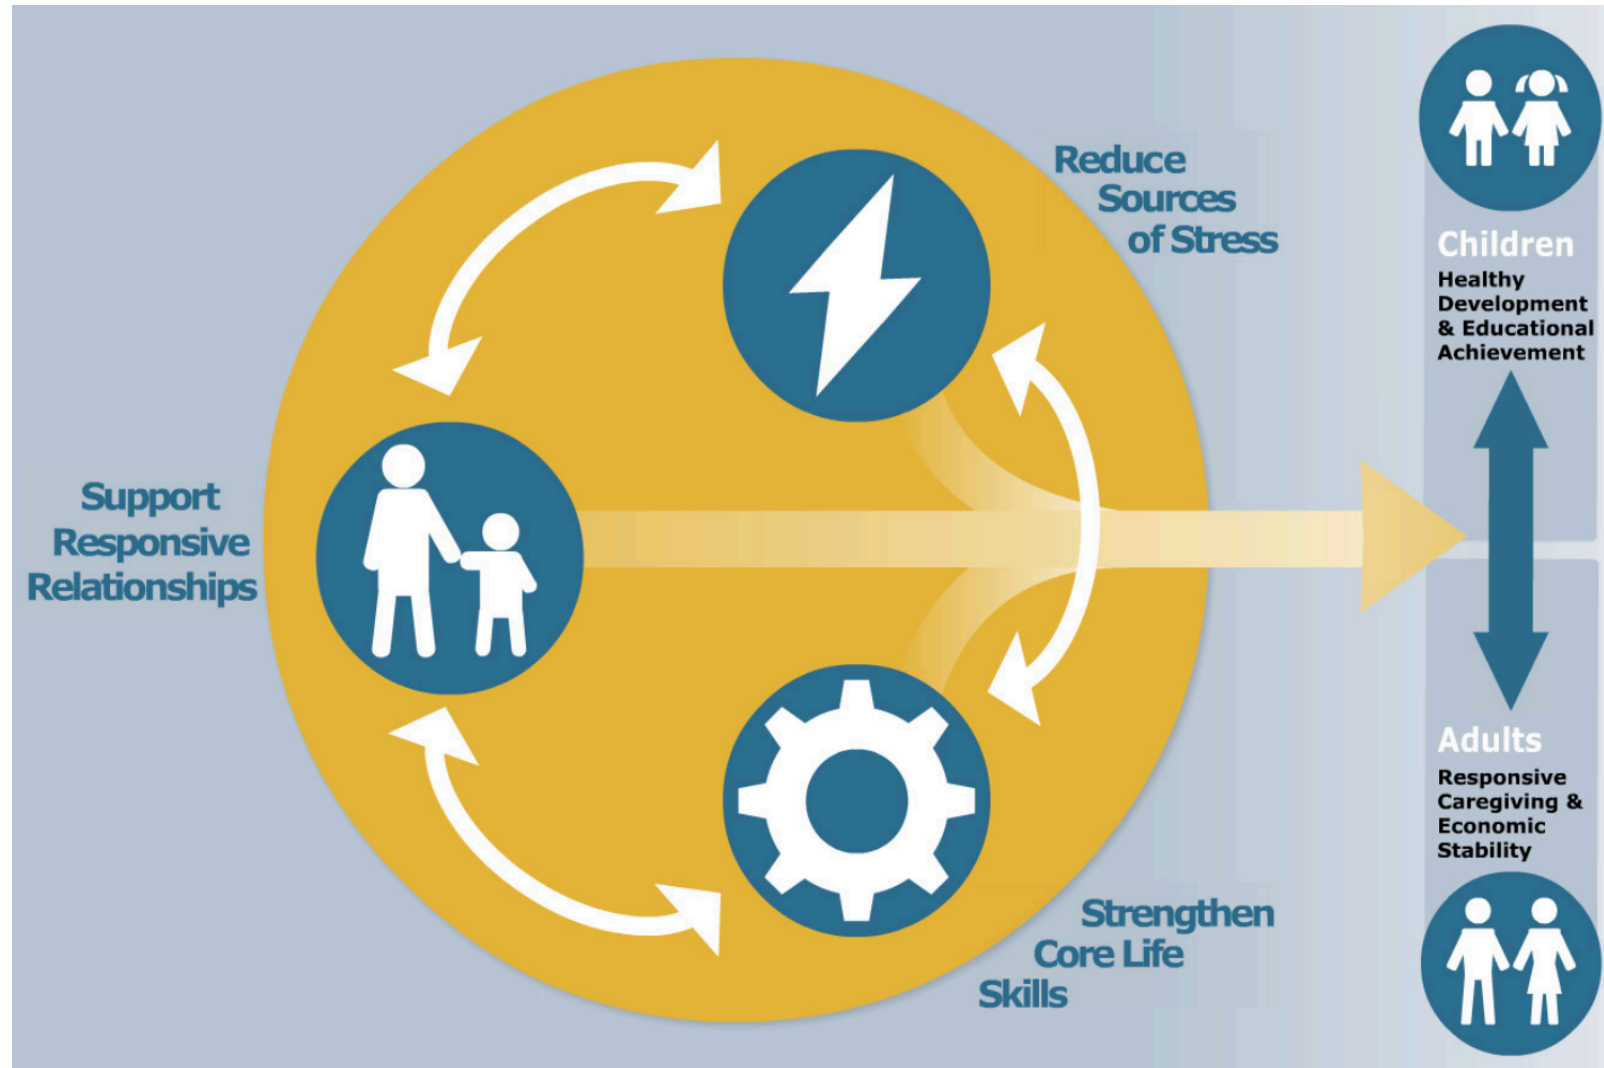 Reduce
Sources
of Stress
Support
Responsive
Relationships
Strengthen
Core Life
Skills
Children
Healthy
Development
& Educational
Achievement
Adults
Responsive
Caregiving &
Economic
Stability